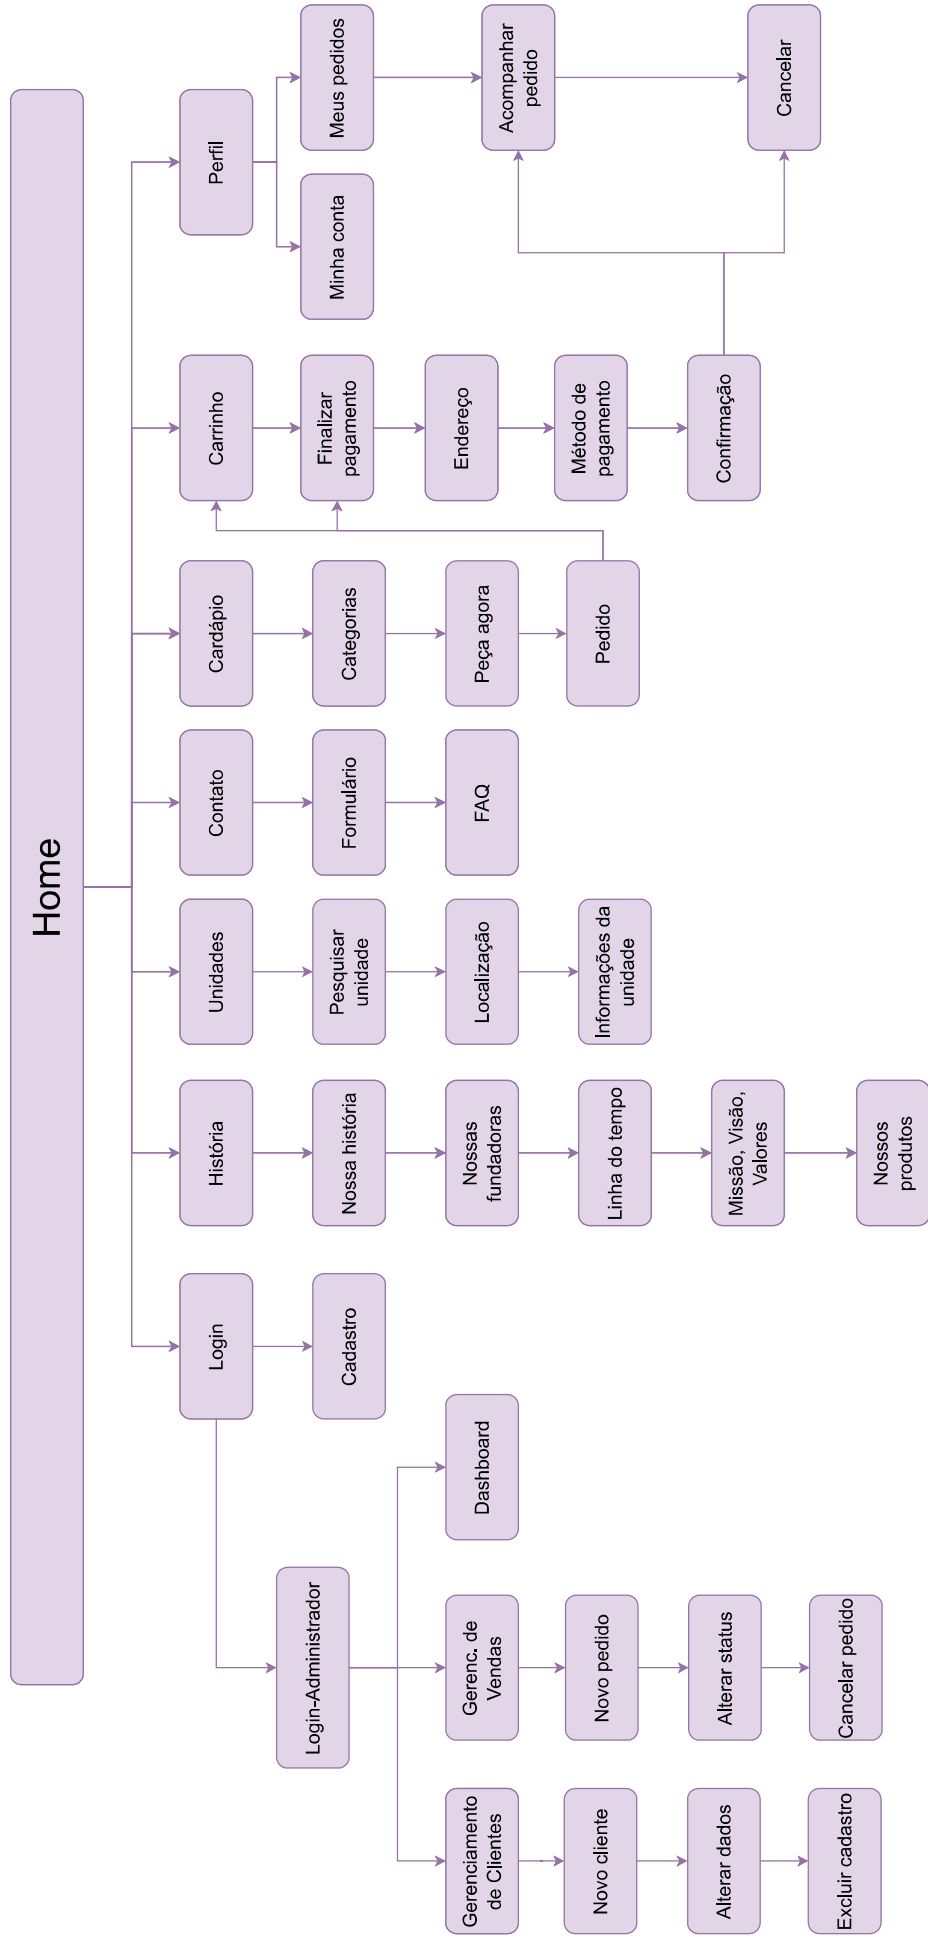 Home
Login
História
Unidades
Contato
Cardápio
Carrinho
Perfil
Login-Administrador
Cadastro
Nossa história
Pesquisar
unidade
Formulário
Categorias
Finalizar
pagamento
Minha conta
Meus pedidos
Gerenciamento
de Clientes
Gerenc. de
Vendas
Dashboard
Nossas
fundadoras
Localização
FAQ
Peça agora
Endereço
Acompanhar
pedido
Novo cliente
Novo pedido
Linha do tempo
Informações da
unidade
Pedido
Método de
pagamento
Alterar dados
Alterar status
Missão, Visão,
Valores
Confirmação
Cancelar
Excluir cadastro
Cancelar pedido
Nossos
produtos